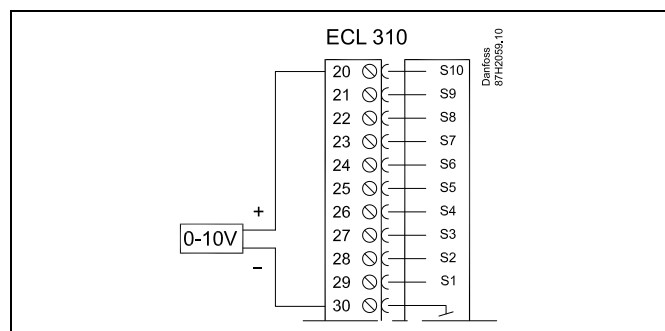 ECL 310
20 S10
21 S9
22 S8
23 S7
24 S6
25 S5
26 S4
27 S3
28 S2
29 S1
30
+
0-10V
−
Danfoss
87H2059.10